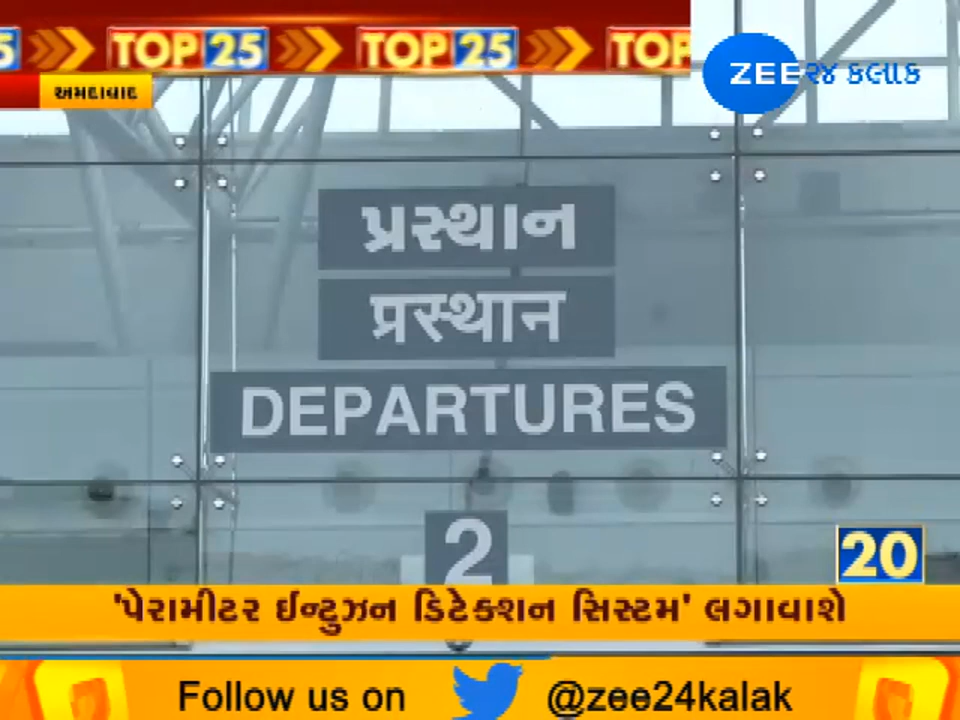 5 TOP 25 TOP 25 TOP
ZEE ૨૪ કલાક
અમદાવાદ
પ્રસ્થાન
प्रस्थान
DEPARTURES
2
20
'પેરામીટર ઈન્ટ્રુઝન ડિટેક્શન સિસ્ટમ' લગાવાશે
Follow us on @zee24kalak